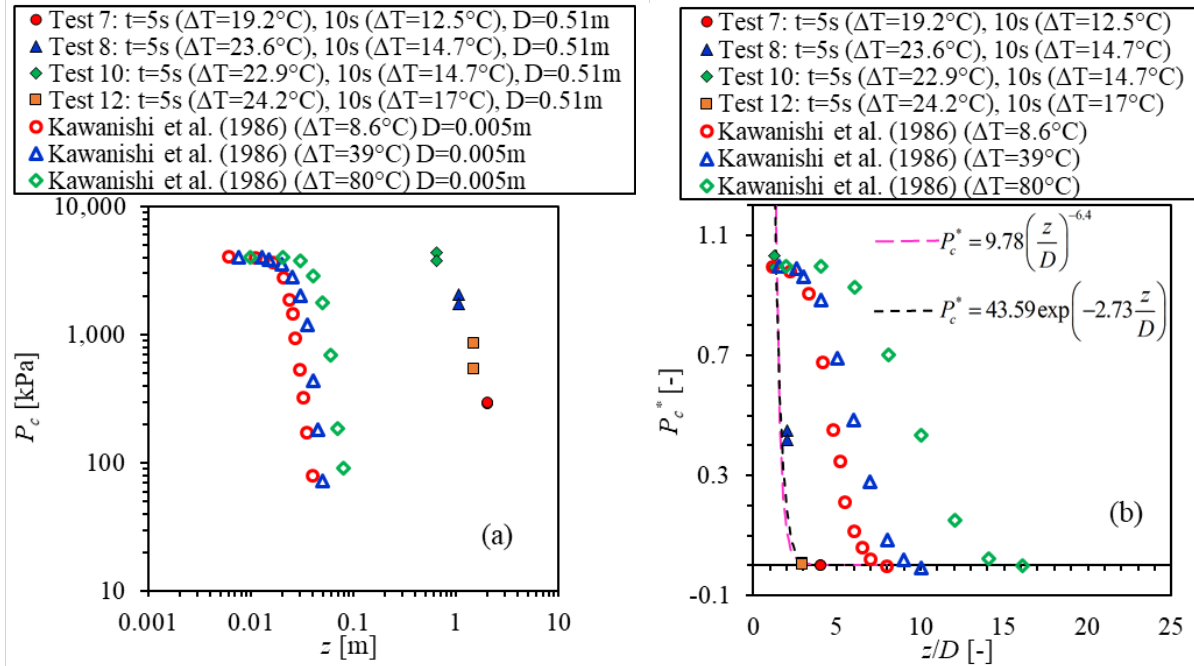 Test 7: t=5s (ΔT=19.2°C), 10s (ΔT=12.5°C), D=0.51m
Test 8: t=5s (ΔT=23.6°C), 10s (ΔT=14.7°C), D=0.51m
Test 10: t=5s (ΔT=22.9°C), 10s (ΔT=14.7°C), D=0.51m
Test 12: t=5s (ΔT=24.2°C), 10s (ΔT=17°C), D=0.51m
Kawanishi et al. (1986) (ΔT=8.6°C) D=0.005m
Kawanishi et al. (1986) (ΔT=39°C) D=0.005m
Kawanishi et al. (1986) (ΔT=80°C) D=0.005m
10,000
1,000
100
10
P_c [kPa]
(a)
0.001 0.01 0.1 1 10
z [m]
Test 7: t=5s (ΔT=19.2°C), 10s (ΔT=12.5°C)
Test 8: t=5s (ΔT=23.6°C), 10s (ΔT=14.7°C)
Test 10: t=5s (ΔT=22.9°C), 10s (ΔT=14.7°C)
Test 12: t=5s (ΔT=24.2°C), 10s (ΔT=17°C)
Kawanishi et al. (1986) (ΔT=8.6°C)
Kawanishi et al. (1986) (ΔT=39°C)
Kawanishi et al. (1986) (ΔT=80°C)
1.1
0.7
0.3
-0.1
P_c^* [-]
P_c^* = 9.78(z/D)^{-6.4}
P_c^* = 43.59exp(-2.73 z/D)
(b)
0 5 10 15 20 25
z/D [-]